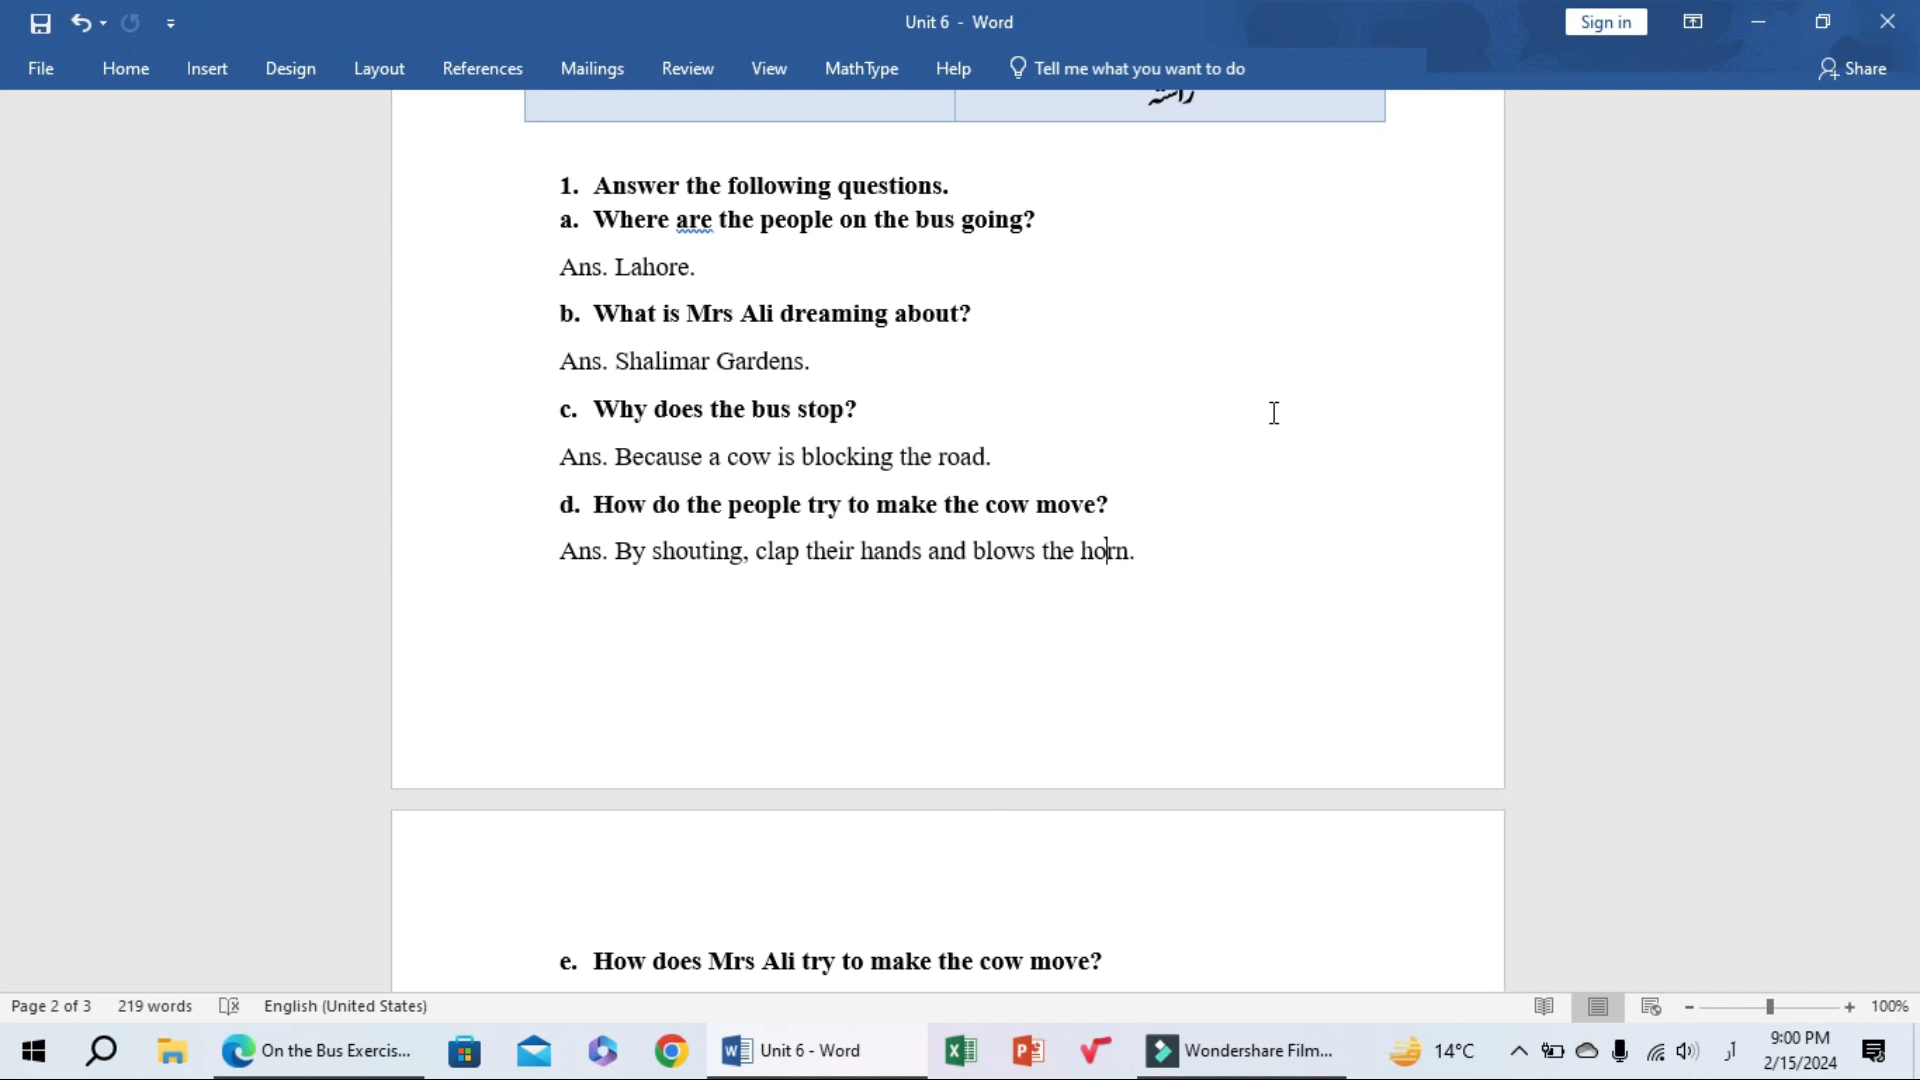 Unit 6 - Word
Sign in
File Home Insert Design Layout References Mailings Review View MathType Help Tell me what you want to do Share
1. Answer the following questions.
a. Where are the people on the bus going?
Ans. Lahore.
b. What is Mrs Ali dreaming about?
Ans. Shalimar Gardens.
c. Why does the bus stop?
Ans. Because a cow is blocking the road.
d. How do the people try to make the cow move?
Ans. By shouting, clap their hands and blows the horn.
e. How does Mrs Ali try to make the cow move?
Page 2 of 3 219 words English (United States) 100%
On the Bus Exercis... Unit 6 - Word Wondershare Film... 14°C 9:00 PM
2/15/2024